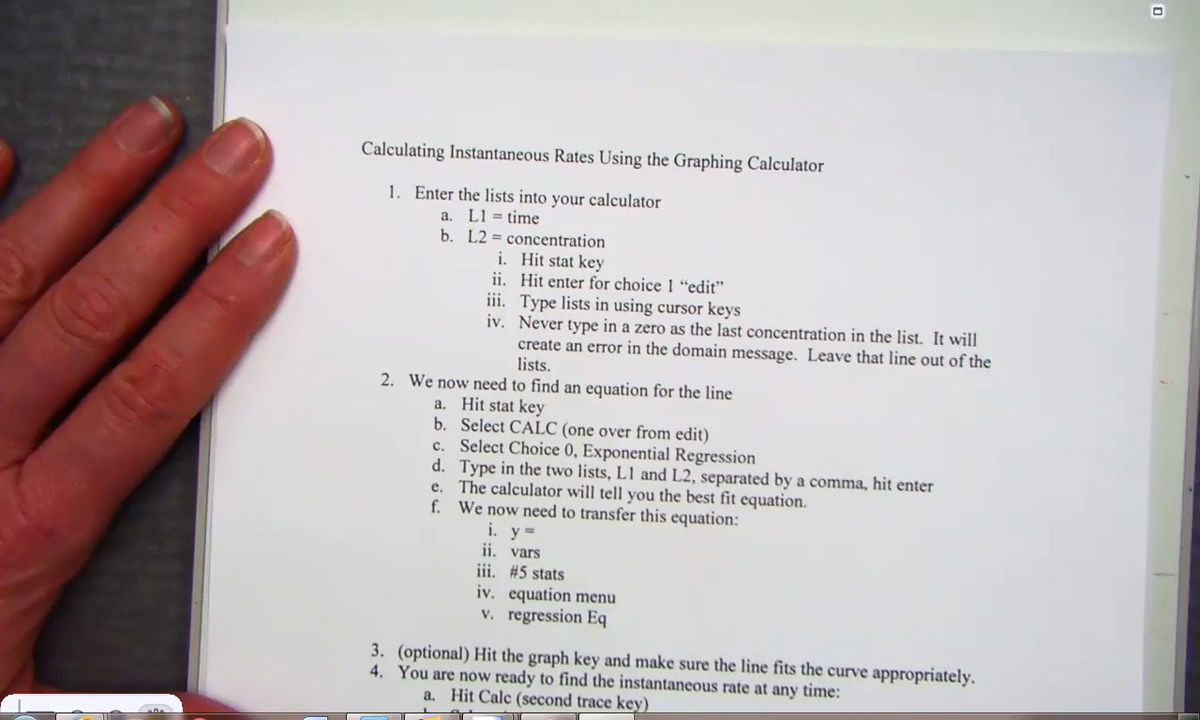 Calculating Instantaneous Rates Using the Graphing Calculator
1. Enter the lists into your calculator
a. L1 = time
b. L2 = concentration
i. Hit stat key
ii. Hit enter for choice 1 “edit”
iii. Type lists in using cursor keys
iv. Never type in a zero as the last concentration in the list. It will
create an error in the domain message. Leave that line out of the
lists.
2. We now need to find an equation for the line
a. Hit stat key
b. Select CALC (one over from edit)
c. Select Choice 0, Exponential Regression
d. Type in the two lists, L1 and L2, separated by a comma, hit enter
e. The calculator will tell you the best fit equation.
f. We now need to transfer this equation:
i. y =
ii. vars
iii. #5 stats
iv. equation menu
v. regression Eq
3. (optional) Hit the graph key and make sure the line fits the curve appropriately.
4. You are now ready to find the instantaneous rate at any time:
a. Hit Calc (second trace key)